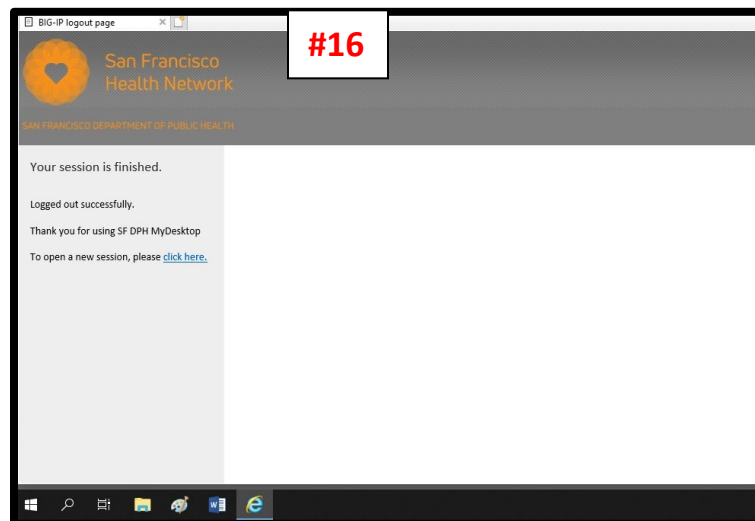 BIG-IP logout page
#16
San Francisco
Health Network
SAN FRANCISCO DEPARTMENT OF PUBLIC HEALTH
Your session is finished.
Logged out successfully.
Thank you for using SF DPH MyDesktop
To open a new session, please click here.